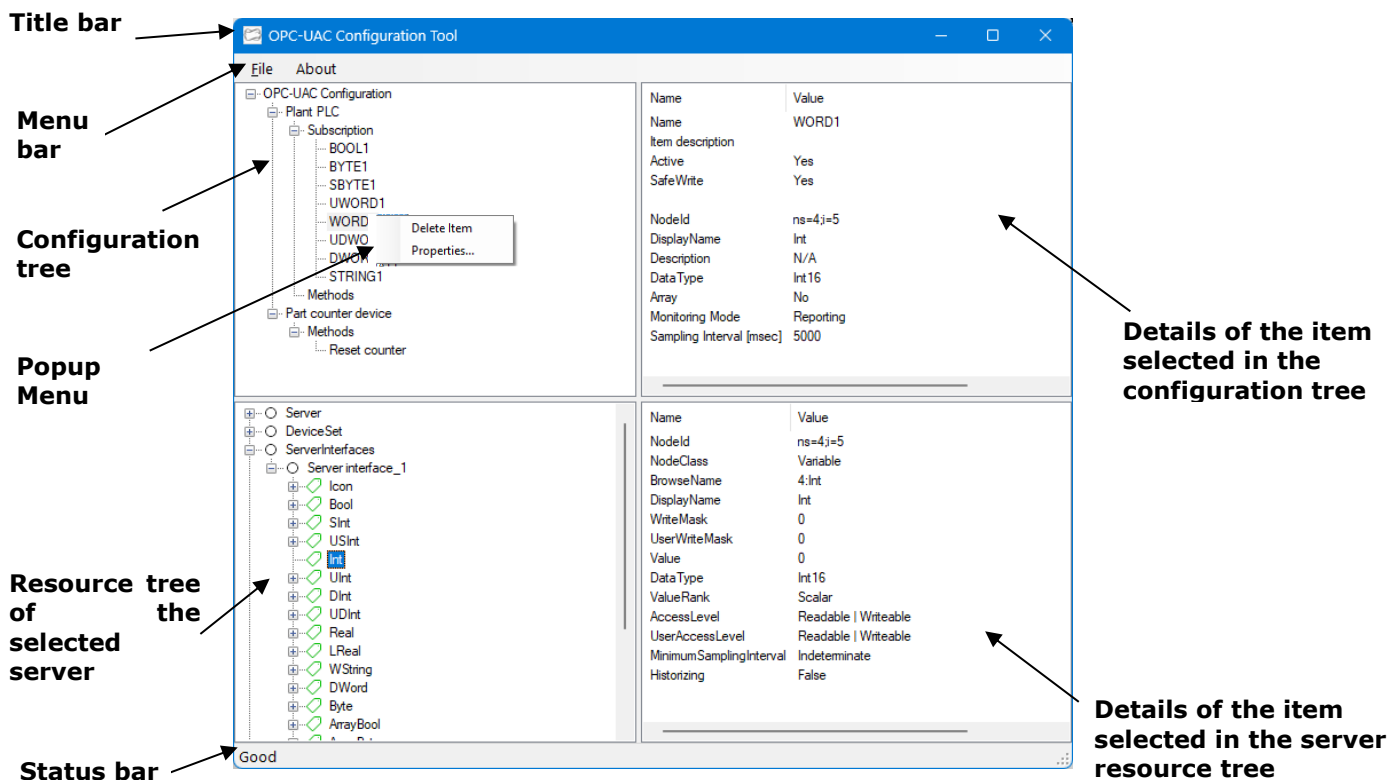 Title bar
OPC-UAC Configuration Tool
File About
Menu
bar
Configuration
tree
Popup
Menu
OPC-UAC Configuration
Plant PLC
Subscription
BOOL1
BYTE1
SBYTE1
UWORD1
WORD
UDWO
DWOR
STRING1
Methods
Part counter device
Methods
Reset counter
Delete Item
Properties...
Name Value
Name WORD1
Item description
Active Yes
SafeWrite Yes
NodeId ns=4;i=5
DisplayName Int
Description N/A
DataType Int16
Array No
Monitoring Mode Reporting
Sampling Interval [msec] 5000
Details of the item
selected in the
configuration tree
Resource tree
of the
selected
server
Server
DeviceSet
ServerInterfaces
Server interface_1
Icon
Bool
SInt
USInt
Int
UInt
DInt
UDInt
Real
LReal
WString
DWord
Byte
ArrayBool
Name Value
NodeId ns=4;i=5
NodeClass Variable
BrowseName 4:Int
DisplayName Int
WriteMask 0
UserWriteMask 0
Value 0
DataType Int16
ValueRank Scalar
AccessLevel Readable | Writeable
UserAccessLevel Readable | Writeable
MinimumSamplingInterval Indeterminate
Historizing False
Details of the item
selected in the server
resource tree
Good
Status bar